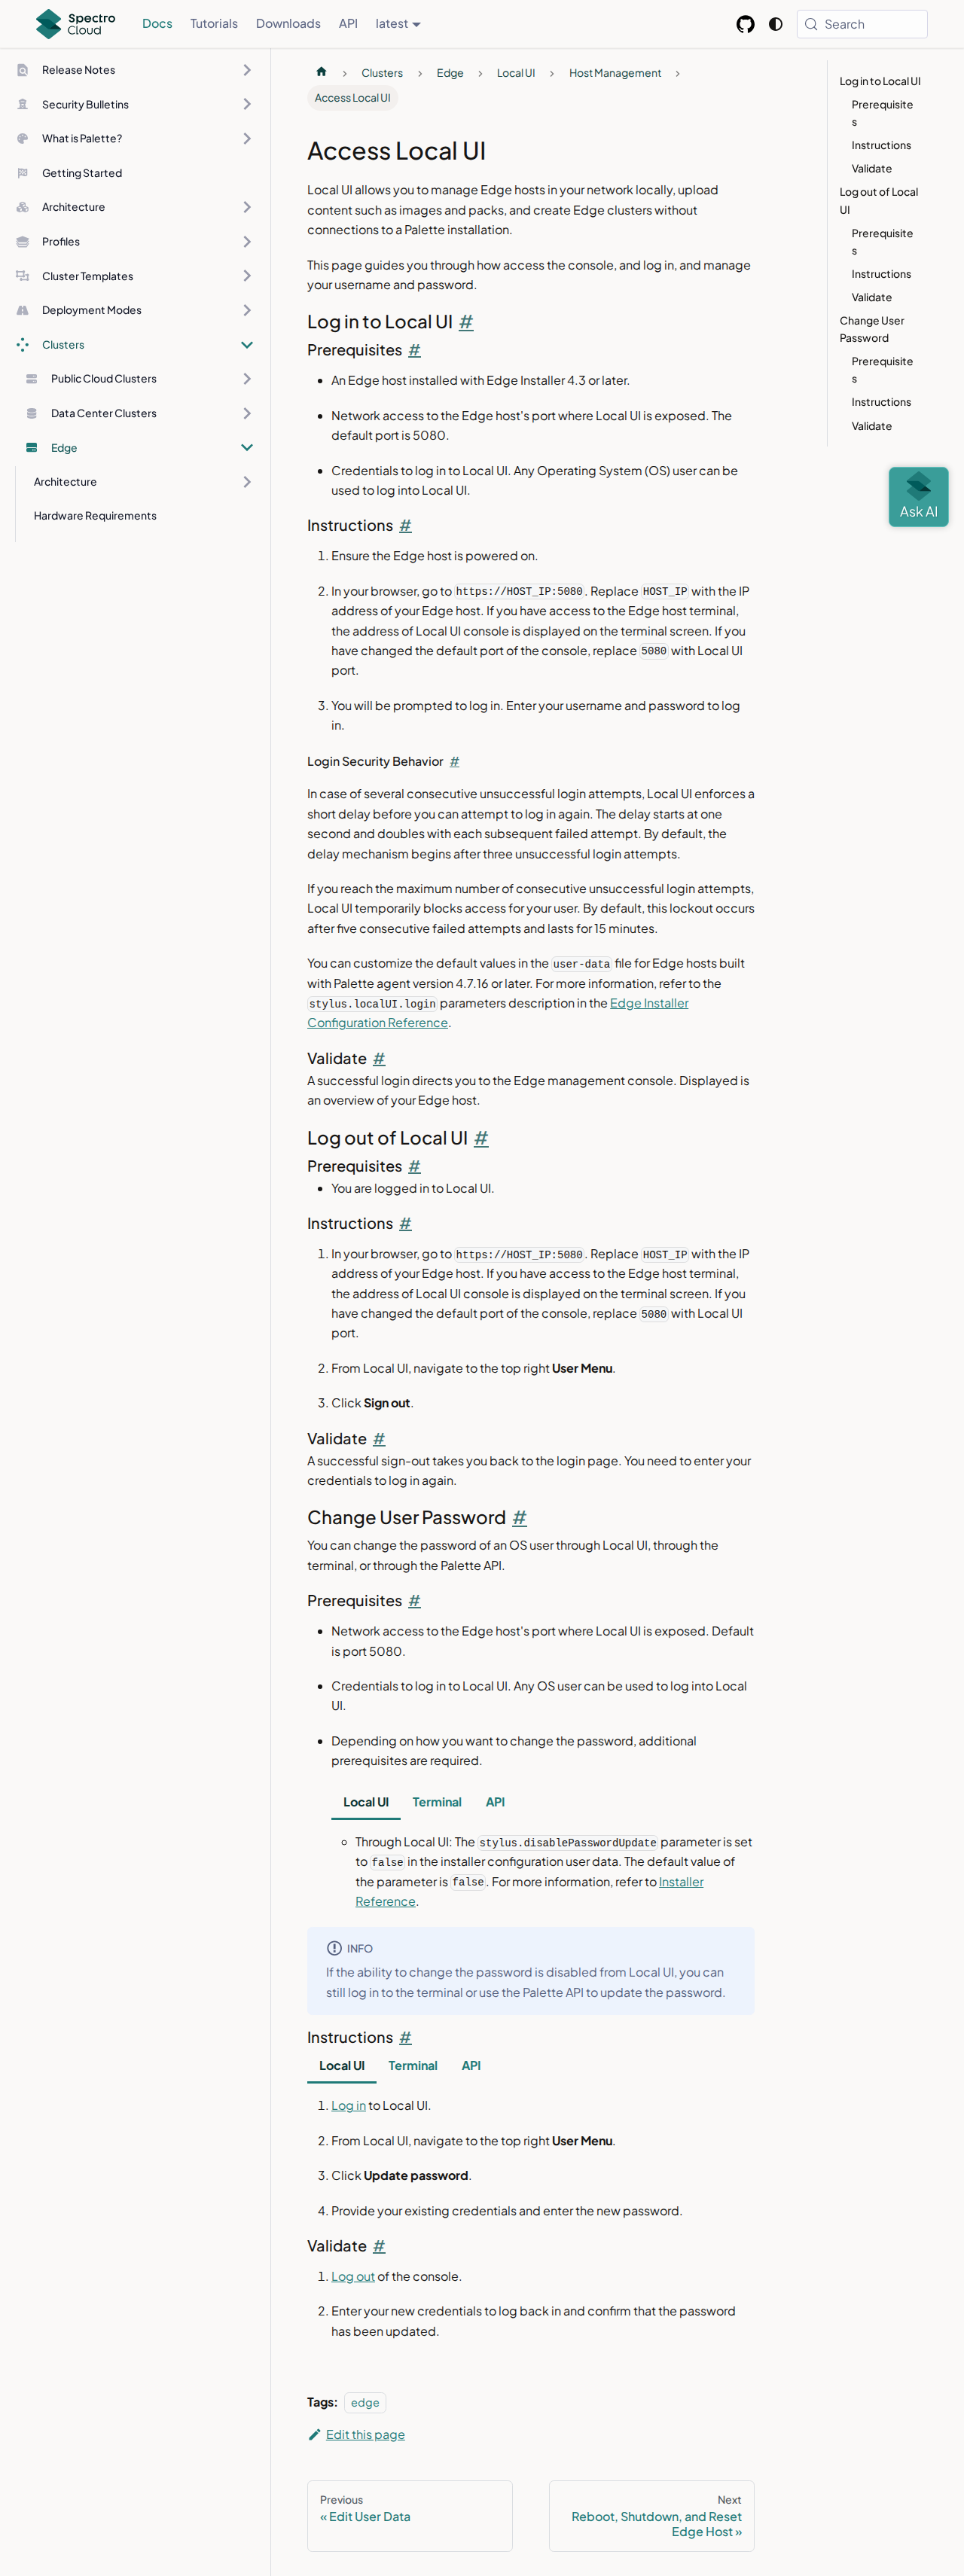 Spectro Cloud
Docs
Tutorials
Downloads
API
latest
Search
Release Notes
Security Bulletins
What is Palette?
Getting Started
Architecture
Profiles
Cluster Templates
Deployment Modes
Clusters
Public Cloud Clusters
Data Center Clusters
Edge
Architecture
Hardware Requirements
Clusters
Edge
Local UI
Host Management
Access Local UI
Access Local UI
Local UI allows you to manage Edge hosts in your network locally, upload
content such as images and packs, and create Edge clusters without
connections to a Palette installation.
This page guides you through how access the console, and log in, and manage
your username and password.
Log in to Local UI #
Prerequisites #
• An Edge host installed with Edge Installer 4.3 or later.
• Network access to the Edge host's port where Local UI is exposed. The
default port is 5080.
• Credentials to log in to Local UI. Any Operating System (OS) user can be
used to log into Local UI.
Instructions #
1. Ensure the Edge host is powered on.
2. In your browser, go to https://HOST_IP:5080. Replace HOST_IP with the IP
address of your Edge host. If you have access to the Edge host terminal,
the address of Local UI console is displayed on the terminal screen. If you
have changed the default port of the console, replace 5080 with Local UI
port.
3. You will be prompted to log in. Enter your username and password to log
in.
Login Security Behavior #
In case of several consecutive unsuccessful login attempts, Local UI enforces a
short delay before you can attempt to log in again. The delay starts at one
second and doubles with each subsequent failed attempt. By default, the
delay mechanism begins after three unsuccessful login attempts.
If you reach the maximum number of consecutive unsuccessful login attempts,
Local UI temporarily blocks access for your user. By default, this lockout occurs
after five consecutive failed attempts and lasts for 15 minutes.
You can customize the default values in the user-data file for Edge hosts built
with Palette agent version 4.7.16 or later. For more information, refer to the
stylus.localUI.login parameters description in the Edge Installer
Configuration Reference.
Validate #
A successful login directs you to the Edge management console. Displayed is
an overview of your Edge host.
Log out of Local UI #
Prerequisites #
• You are logged in to Local UI.
Instructions #
1. In your browser, go to https://HOST_IP:5080. Replace HOST_IP with the IP
address of your Edge host. If you have access to the Edge host terminal,
the address of Local UI console is displayed on the terminal screen. If you
have changed the default port of the console, replace 5080 with Local UI
port.
2. From Local UI, navigate to the top right User Menu.
3. Click Sign out.
Validate #
A successful sign-out takes you back to the login page. You need to enter your
credentials to log in again.
Change User Password #
You can change the password of an OS user through Local UI, through the
terminal, or through the Palette API.
Prerequisites #
• Network access to the Edge host's port where Local UI is exposed. Default
is port 5080.
• Credentials to log in to Local UI. Any OS user can be used to log into Local
UI.
• Depending on how you want to change the password, additional
prerequisites are required.
Local UI
Terminal
API
Through Local UI: The stylus.disablePasswordUpdate parameter is set
to false in the installer configuration user data. The default value of
the parameter is false. For more information, refer to Installer
Reference.
INFO
If the ability to change the password is disabled from Local UI, you can
still log in to the terminal or use the Palette API to update the password.
Instructions #
Local UI
Terminal
API
1. Log in to Local UI.
2. From Local UI, navigate to the top right User Menu.
3. Click Update password.
4. Provide your existing credentials and enter the new password.
Validate #
1. Log out of the console.
2. Enter your new credentials to log back in and confirm that the password
has been updated.
Tags: edge
Edit this page
Previous
« Edit User Data
Next
Reboot, Shutdown, and Reset
Edge Host »
Log in to Local UI
Prerequisite
s
Instructions
Validate
Log out of Local
UI
Prerequisite
s
Instructions
Validate
Change User
Password
Prerequisite
s
Instructions
Validate
Ask AI